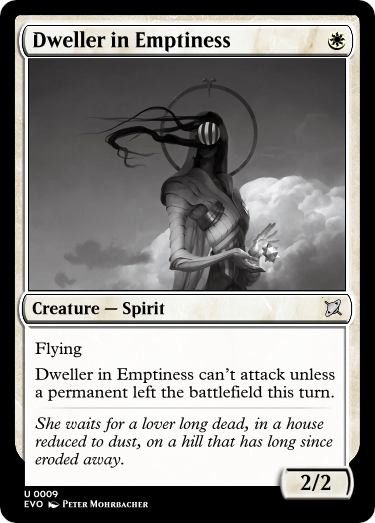 Dweller in Emptiness
Creature — Spirit
Flying
Dweller in Emptiness can't attack unless
a permanent left the battlefield this turn.
She waits for a lover long dead, in a house
reduced to dust, on a hill that has long since
eroded away.
2/2
U 0009
EVO Peter Mohrbacher